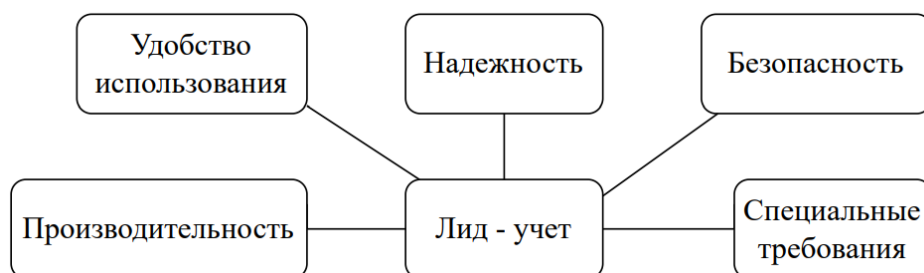 Удобство
использования
Надежность
Безопасность
Производительность
Лид - учет
Специальные
требования